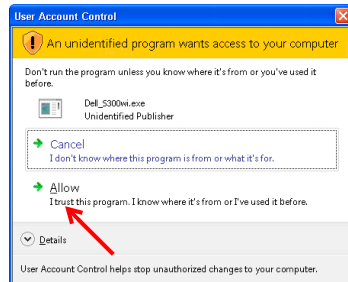 User Account Control
An unidentified program wants access to your computer
Don't run the program unless you know where it's from or you've used it
before.
Dell_S300wi.exe
Unidentified Publisher
Cancel
I don't know where this program is from or what it's for.
Allow
I trust this program. I know where it's from or I've used it before.
Details
User Account Control helps stop unauthorized changes to your computer.